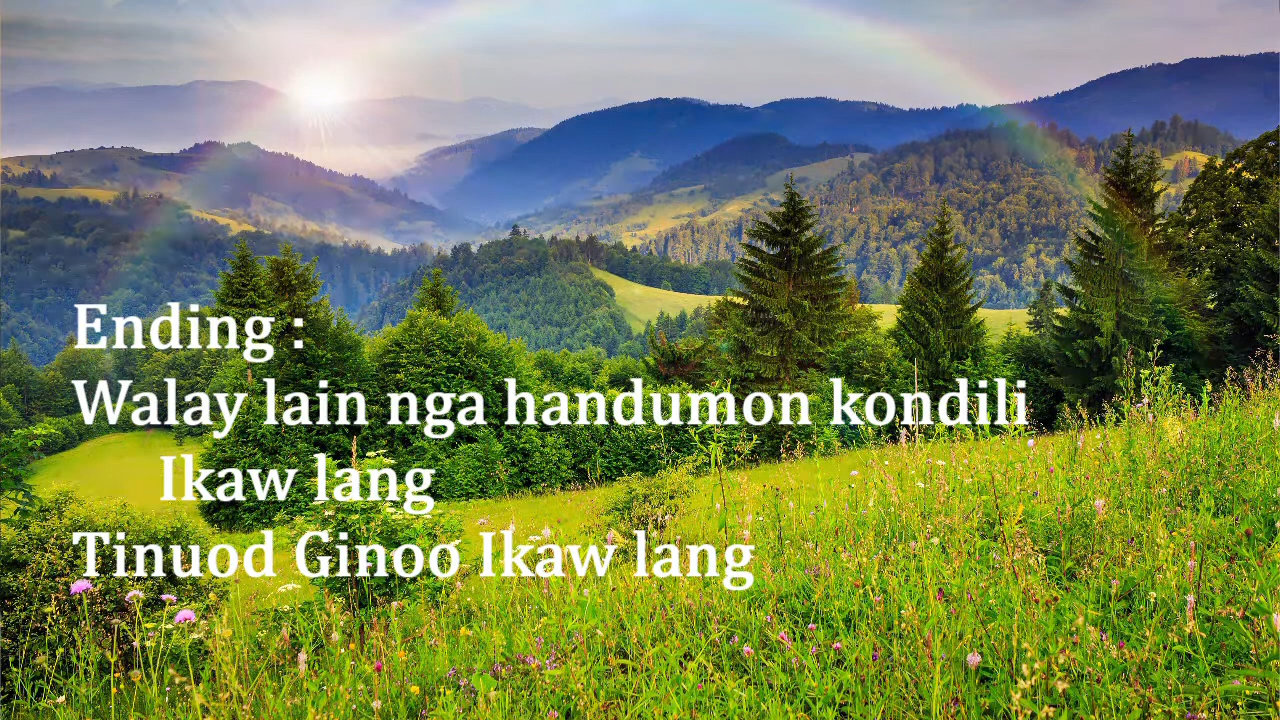 Ending :
Walay lain nga handumon kondili
Ikaw lang
Tinuod Ginoo Ikaw lang